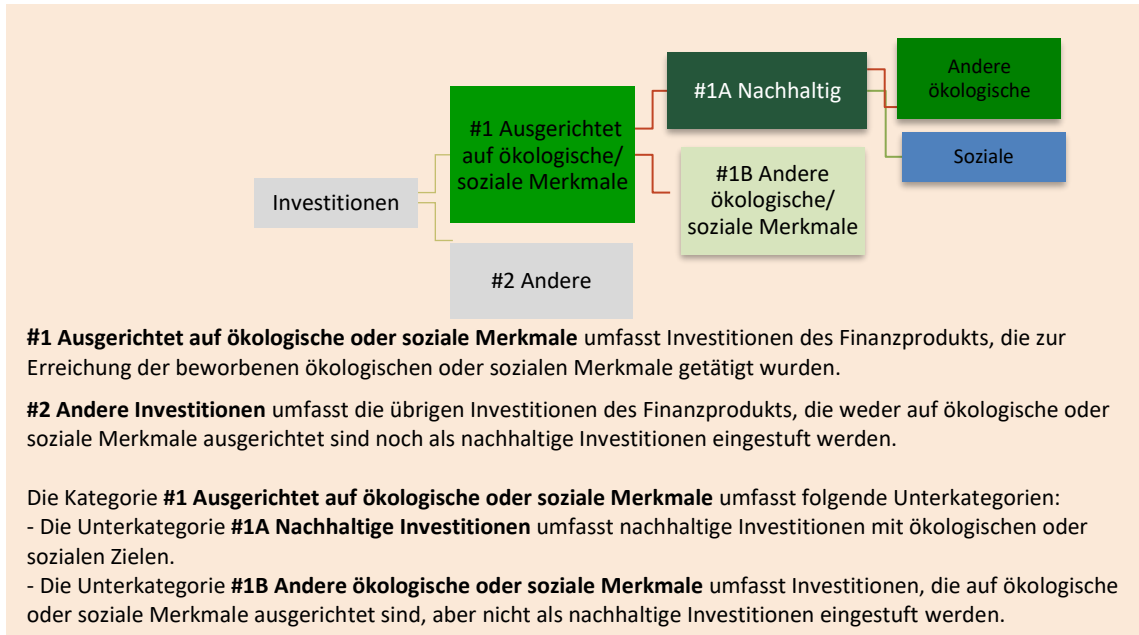 Investitionen
#1 Ausgerichtet
auf ökologische/
soziale Merkmale
#2 Andere
#1A Nachhaltig
#1B Andere
ökologische/
soziale Merkmale
Andere
ökologische
Soziale
#1 Ausgerichtet auf ökologische oder soziale Merkmale umfasst Investitionen des Finanzprodukts, die zur
Erreichung der beworbenen ökologischen oder sozialen Merkmale getätigt wurden.
#2 Andere Investitionen umfasst die übrigen Investitionen des Finanzprodukts, die weder auf ökologische oder
soziale Merkmale ausgerichtet sind noch als nachhaltige Investitionen eingestuft werden.
Die Kategorie #1 Ausgerichtet auf ökologische oder soziale Merkmale umfasst folgende Unterkategorien:
- Die Unterkategorie #1A Nachhaltige Investitionen umfasst nachhaltige Investitionen mit ökologischen oder
sozialen Zielen.
- Die Unterkategorie #1B Andere ökologische oder soziale Merkmale umfasst Investitionen, die auf ökologische
oder soziale Merkmale ausgerichtet sind, aber nicht als nachhaltige Investitionen eingestuft werden.